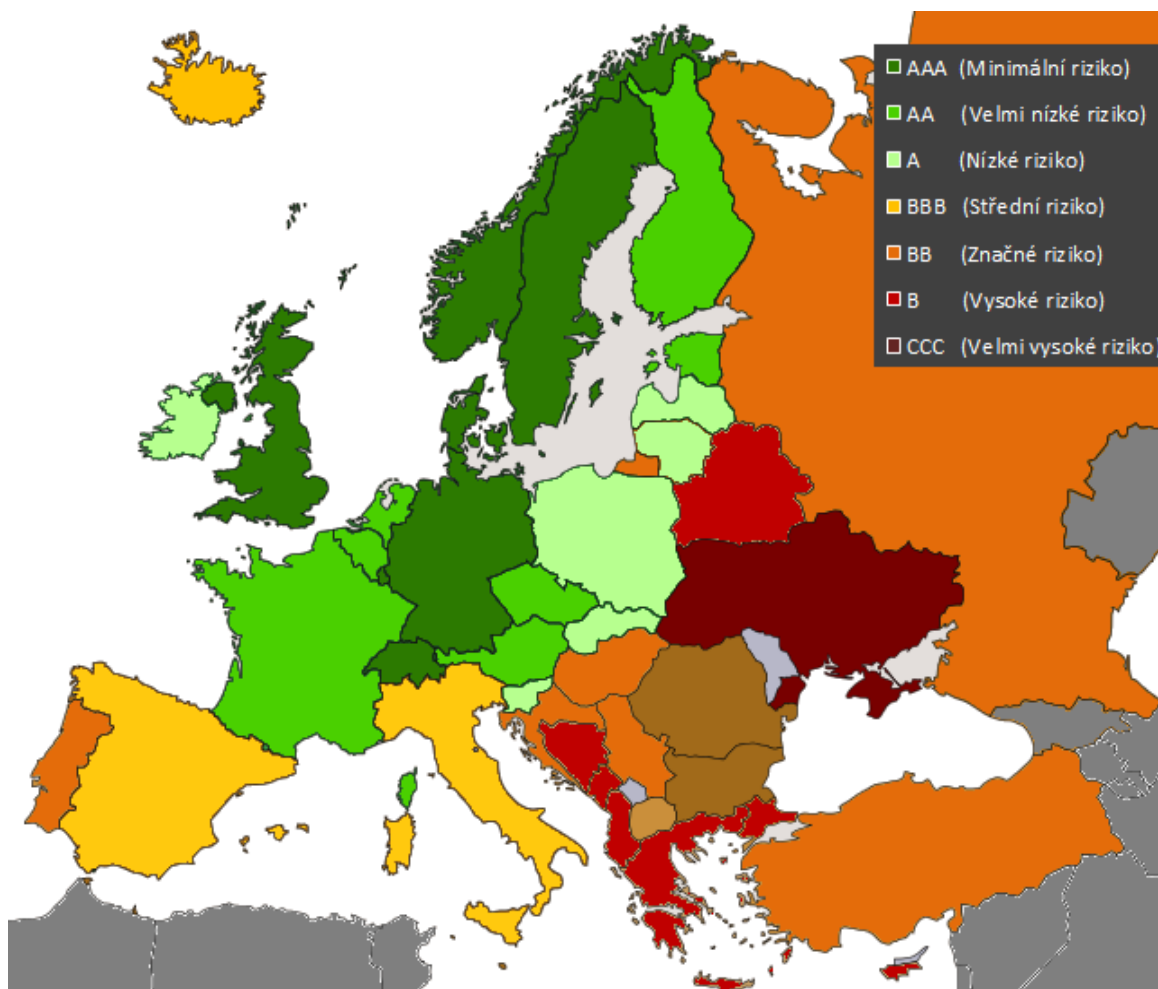 AAA (Minimální riziko)
AA (Velmi nízké riziko)
A (Nízké riziko)
BBB (Střední riziko)
BB (Značné riziko)
B (Vysoké riziko)
CCC (Velmi vysoké riziko)